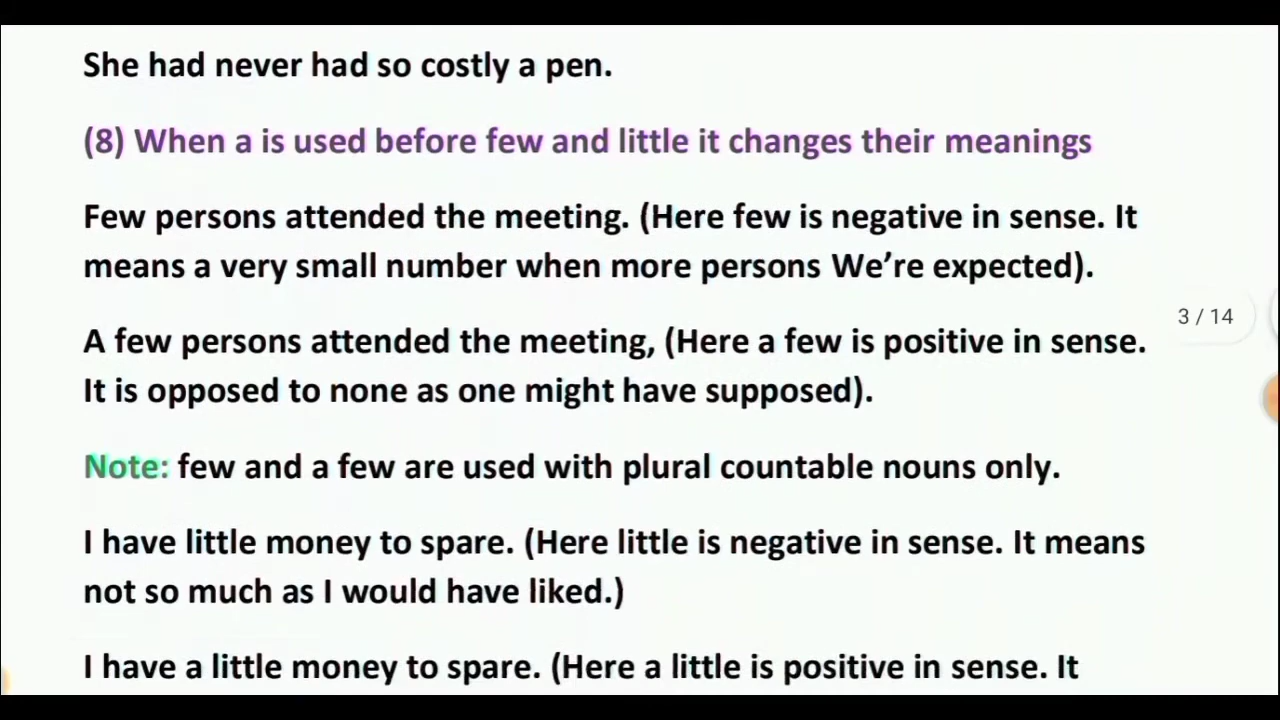 She had never had so costly a pen.
(8) When a is used before few and little it changes their meanings
Few persons attended the meeting. (Here few is negative in sense. It
means a very small number when more persons We're expected).
3 / 14
A few persons attended the meeting, (Here a few is positive in sense.
It is opposed to none as one might have supposed).
Note: few and a few are used with plural countable nouns only.
I have little money to spare. (Here little is negative in sense. It means
not so much as I would have liked.)
I have a little money to spare. (Here a little is positive in sense. It